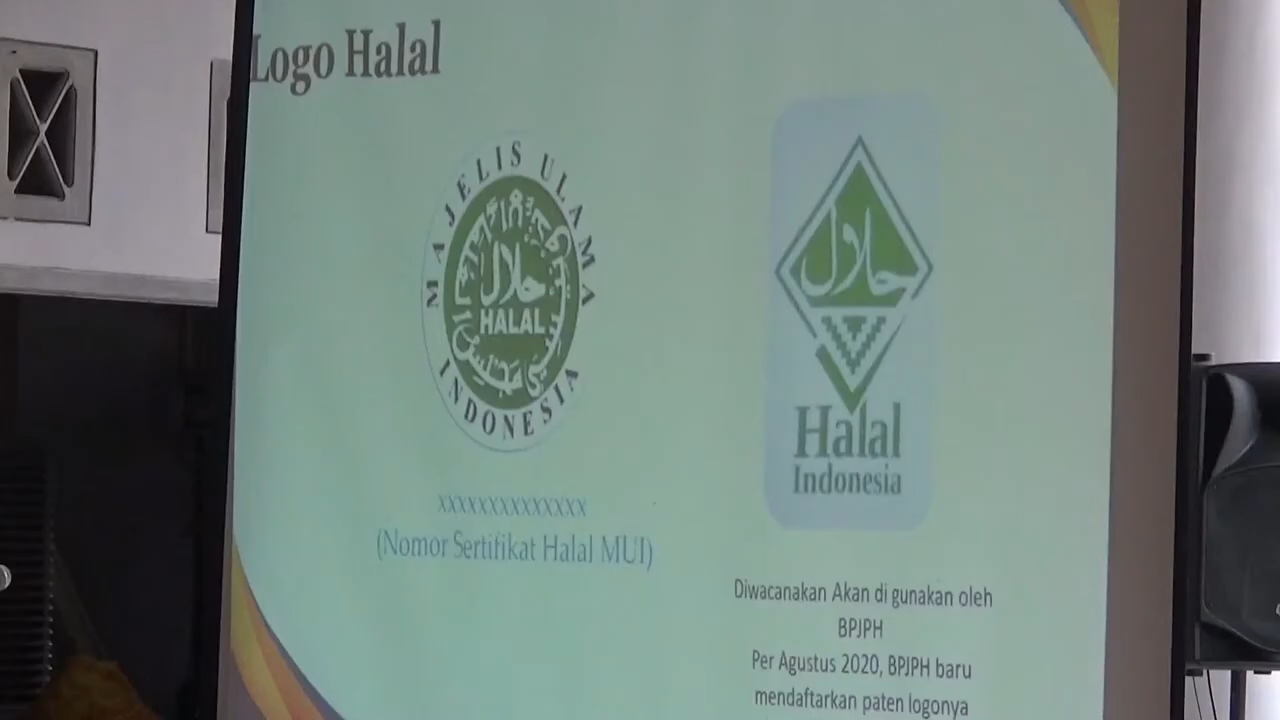 Logo Halal
MAJELIS ULAMA
حلال
HALAL
INDONESIA
XXXXXXXXXXXXXX
(Nomor Sertifikat Halal MUI)
حلال
Halal
Indonesia
Diwacanakan Akan di gunakan oleh
BPJPH
Per Agustus 2020, BPJPH baru
mendaftarkan paten logonya